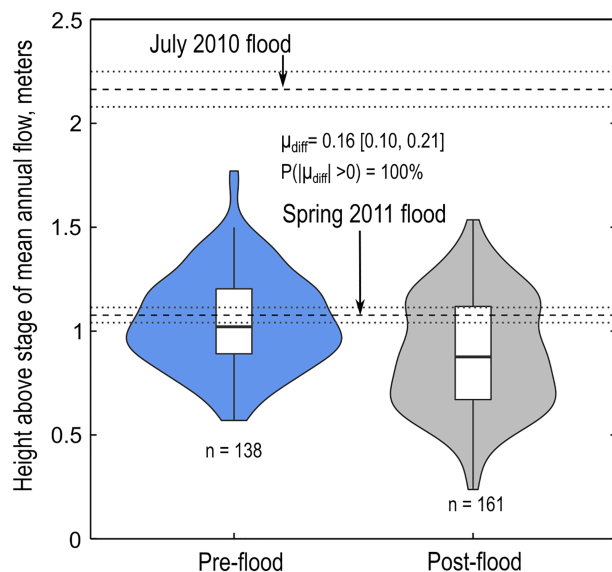 Height above stage of mean annual flow, meters
2.5
2
1.5
1
0.5
0
July 2010 flood
μdiff= 0.16 [0.10, 0.21]
P(|μdiff| >0) = 100%
Spring 2011 flood
n = 138
n = 161
Pre-flood
Post-flood